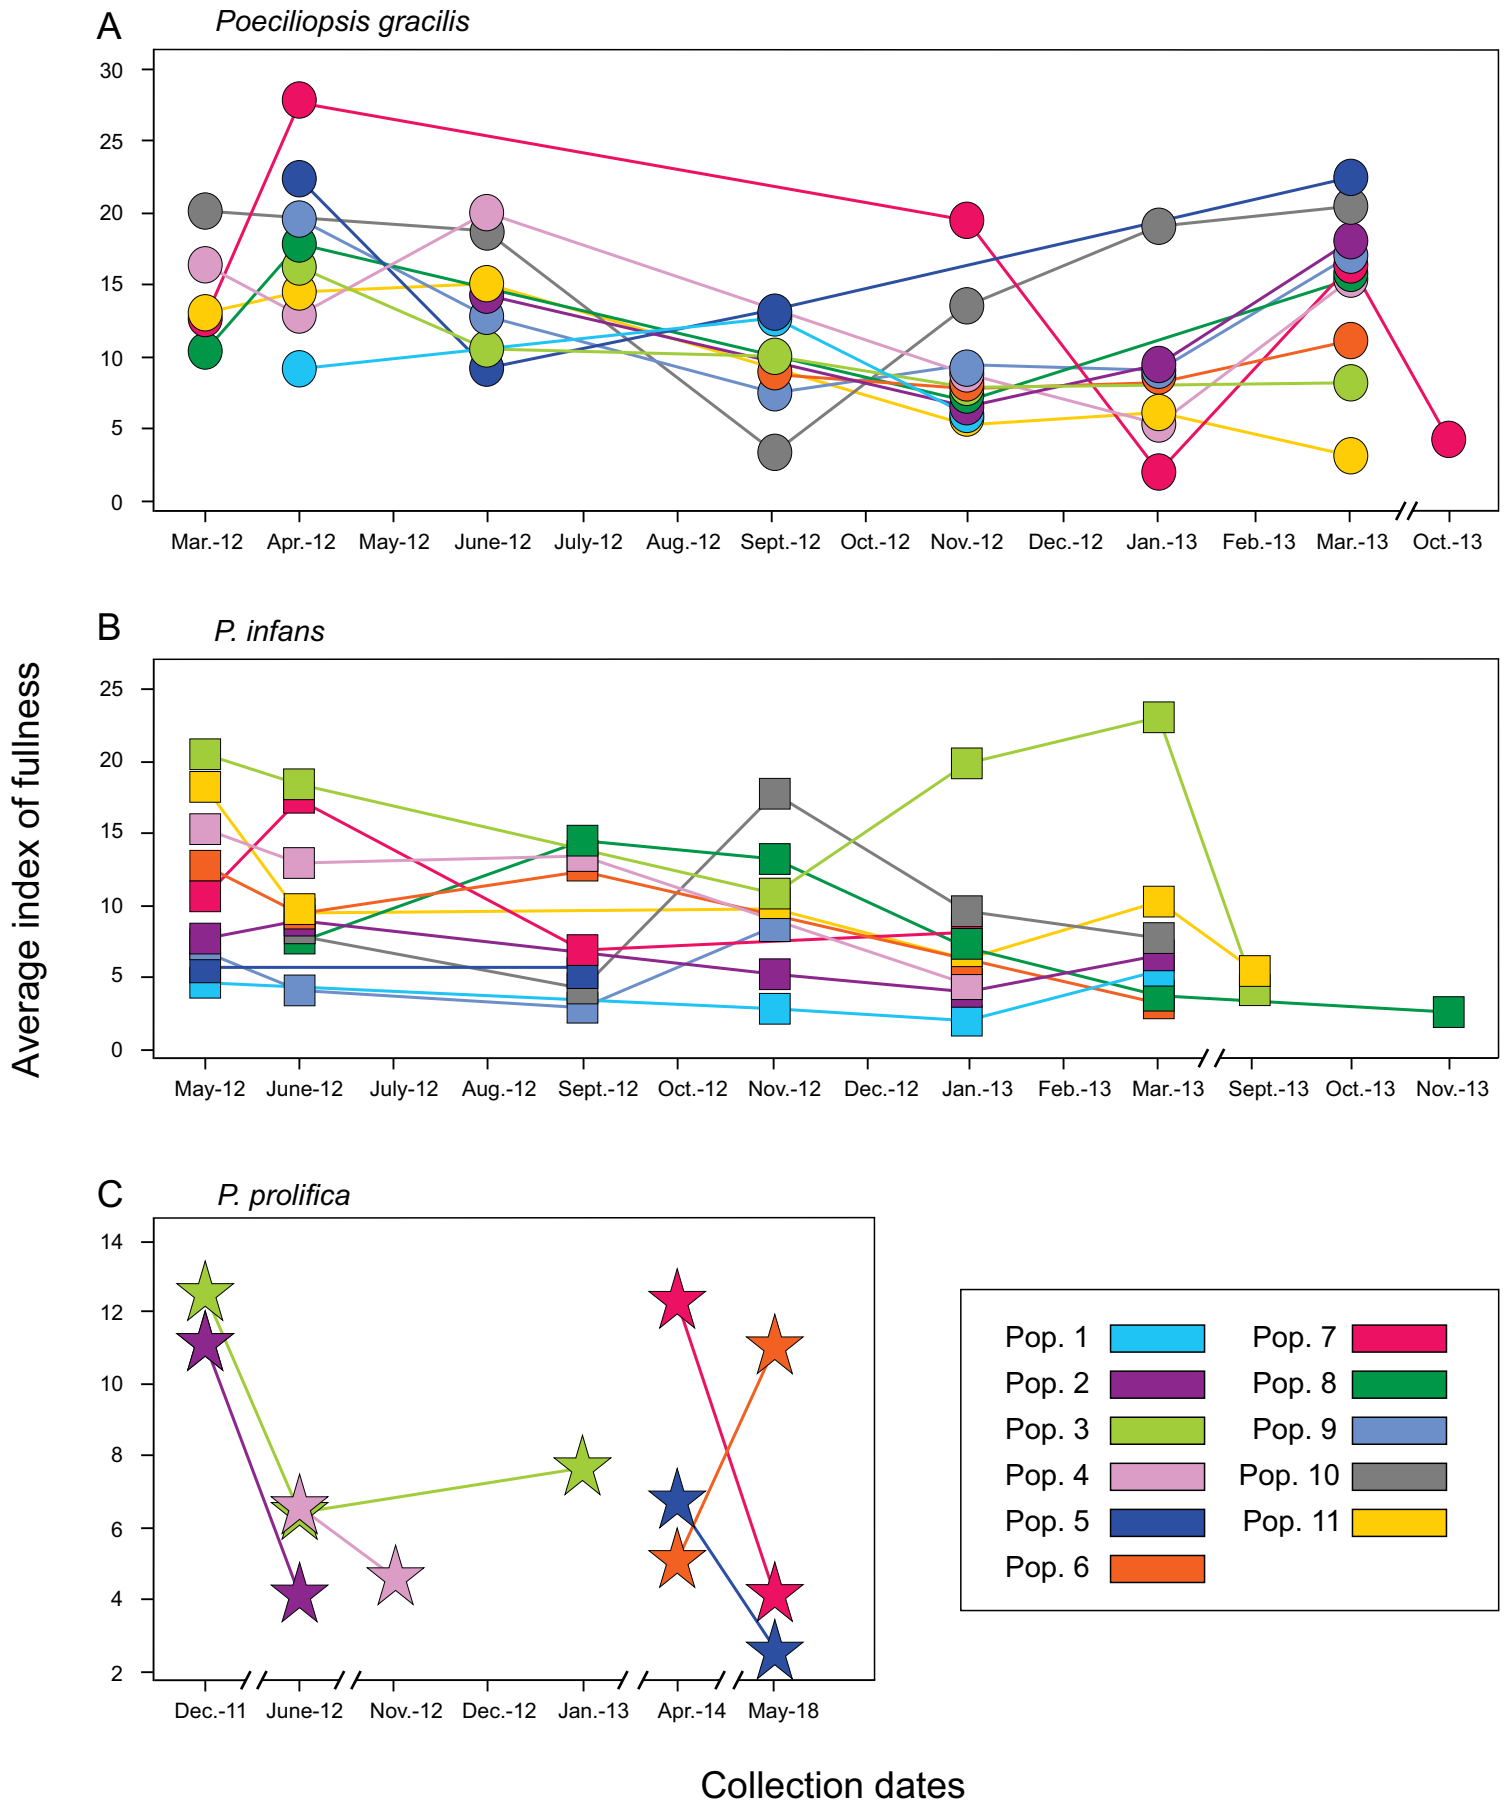 A
Poeciliopsis gracilis
30
25
20
15
10
5
0
Mar.-12 Apr.-12 May-12 June-12 July-12 Aug.-12 Sept.-12 Oct.-12 Nov.-12 Dec.-12 Jan.-13 Feb.-13 Mar.-13 Oct.-13
B
P. infans
25
20
15
10
5
0
May-12 June-12 July-12 Aug.-12 Sept.-12 Oct.-12 Nov.-12 Dec.-12 Jan.-13 Feb.-13 Mar.-13 Sept.-13 Oct.-13 Nov.-13
Average index of fullness
C
P. prolifica
14
12
10
8
6
4
2
Dec.-11 June-12 Nov.-12 Dec.-12 Jan.-13 Apr.-14 May-18
Pop. 1 Pop. 7
Pop. 2 Pop. 8
Pop. 3 Pop. 9
Pop. 4 Pop. 10
Pop. 5 Pop. 11
Pop. 6
Collection dates